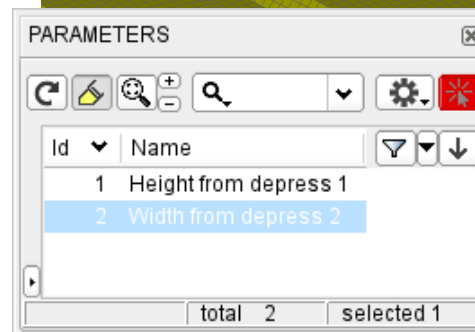 PARAMETERS
Id Name
1 Height from depress 1
2 Width from depress 2
total 2 selected 1